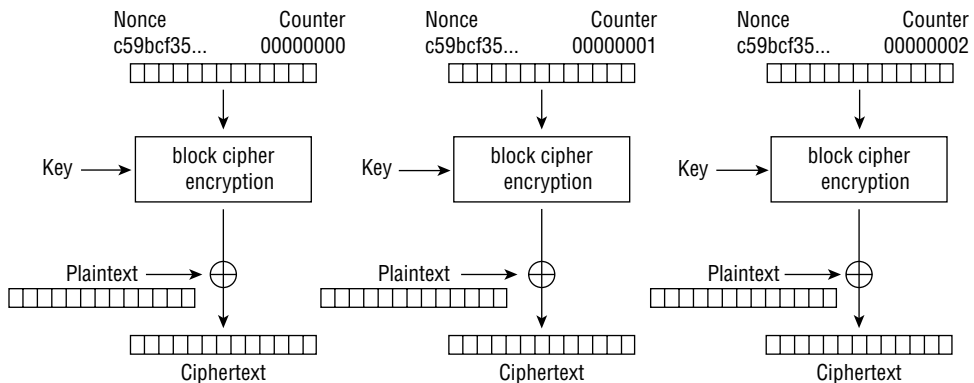 Nonce Counter
c59bcf35... 00000000
Nonce Counter
c59bcf35... 00000001
Nonce Counter
c59bcf35... 00000002
Key
block cipher
encryption
Key
block cipher
encryption
Key
block cipher
encryption
Plaintext
Plaintext
Plaintext
Ciphertext
Ciphertext
Ciphertext